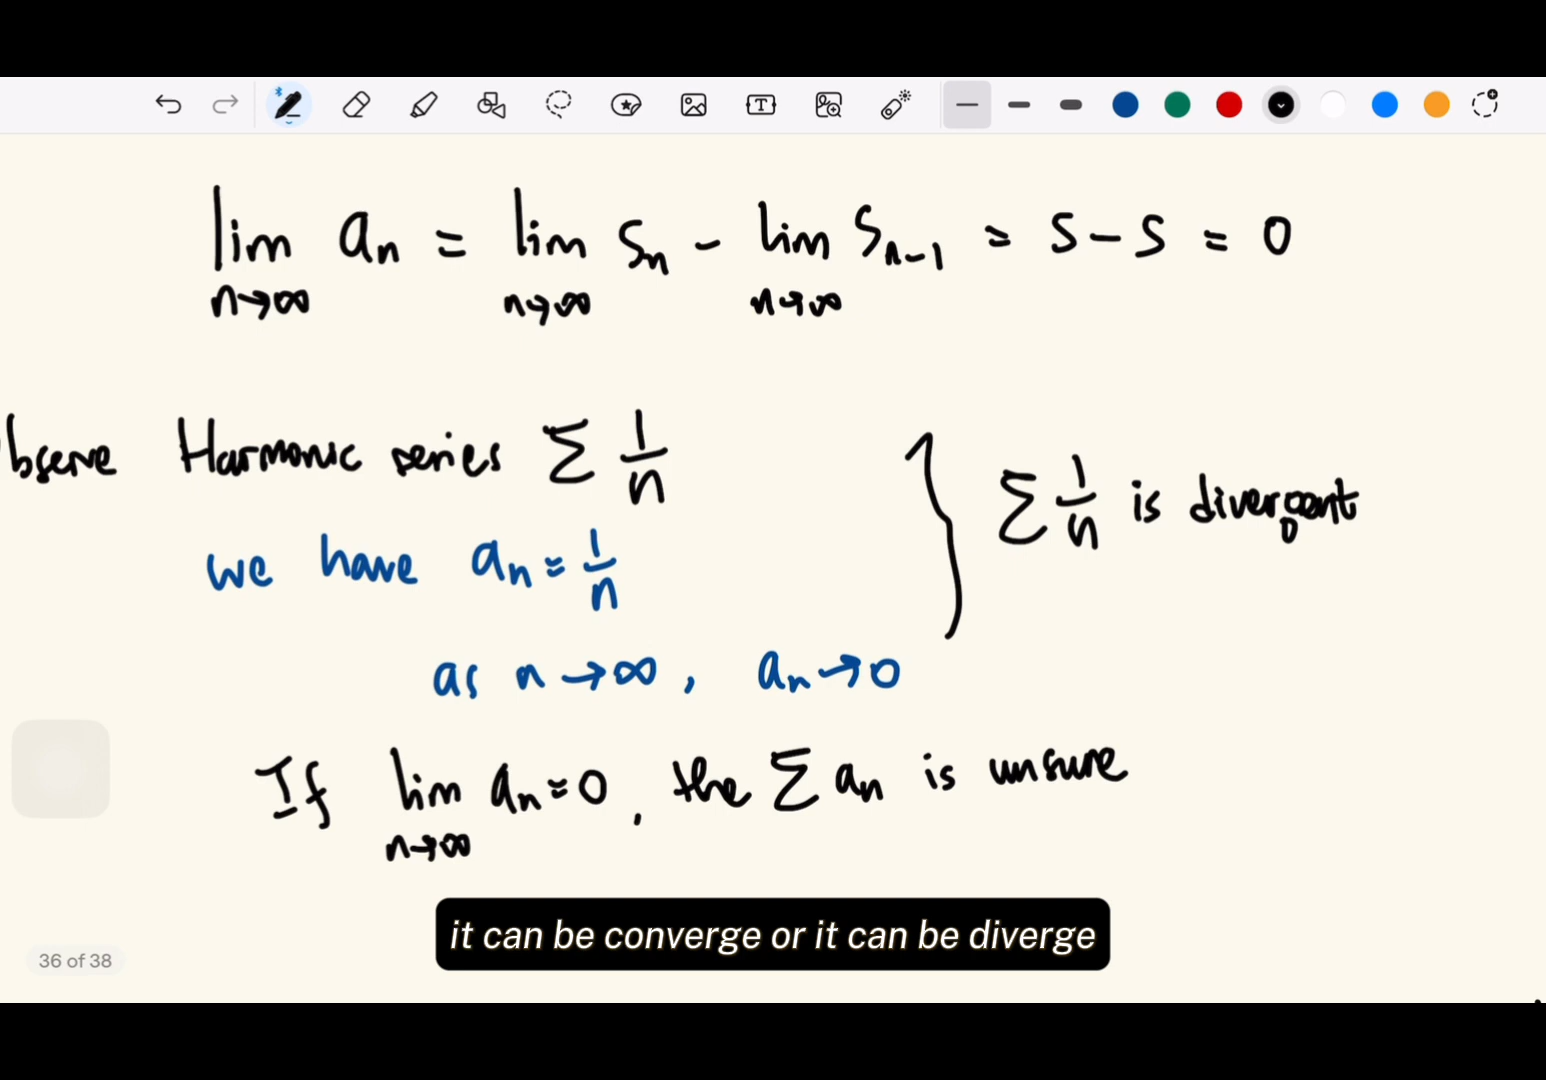 lim n→∞ an = lim n→∞ Sn - lim n→∞ Sn-1 = S - S = 0
bserve Harmonic series Σ 1/n
we have an = 1/n
as n → ∞, an → 0
} Σ 1/n is divergent
If lim n→∞ an = 0, the Σ an is unsure
it can be converge or it can be diverge
36 of 38